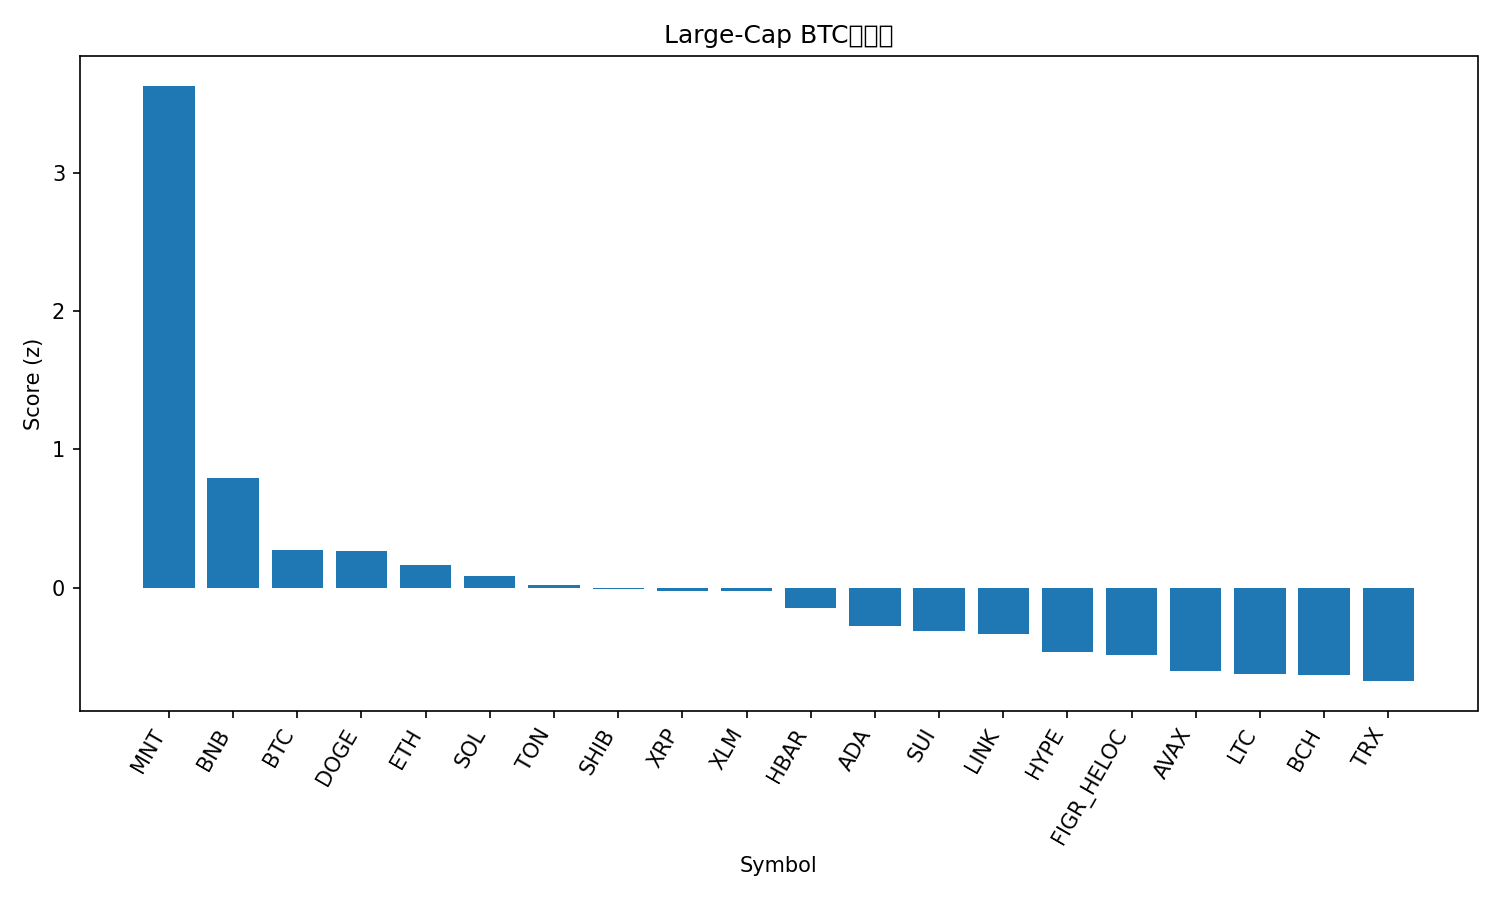 Large-Cap BTC
3
2
1
0
Score (z)
MNT
BNB
BTC
DOGE
ETH
SOL
TON
SHIB
XRP
XLM
HBAR
ADA
SUI
LINK
HYPE
FIGR_HELOC
AVAX
LTC
BCH
TRX
Symbol